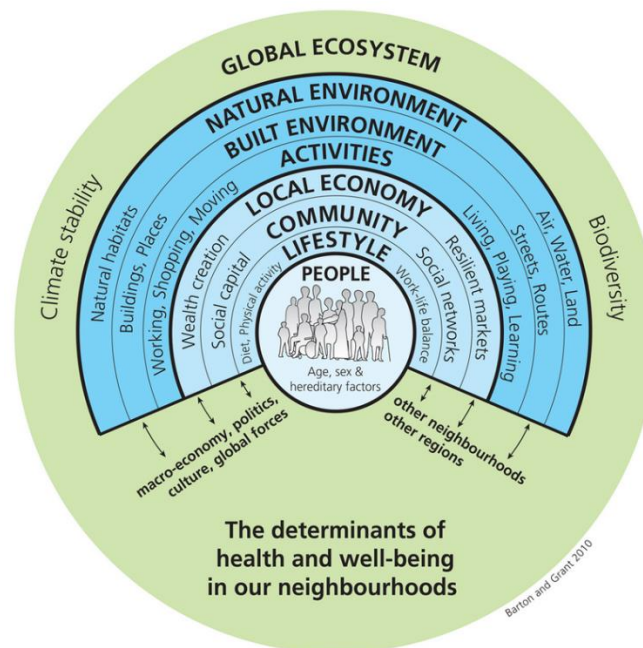 GLOBAL ECOSYSTEM
NATURAL ENVIRONMENT
BUILT ENVIRONMENT
ACTIVITIES
LOCAL ECONOMY
COMMUNITY
LIFESTYLE
PEOPLE
Age, sex &
hereditary factors
Climate stability
Natural habitats
Buildings, Places
Working, Shopping, Moving
Wealth creation
Social capital
Diet, Physical activity
Work-life balance
Social networks
Resilient markets
Living, Playing, Learning
Streets, Routes
Air, Water, Land
Biodiversity
macro-economy, politics,
culture, global forces
other neighbourhoods
other regions
The determinants of
health and well-being
in our neighbourhoods
Barton and Grant 2010